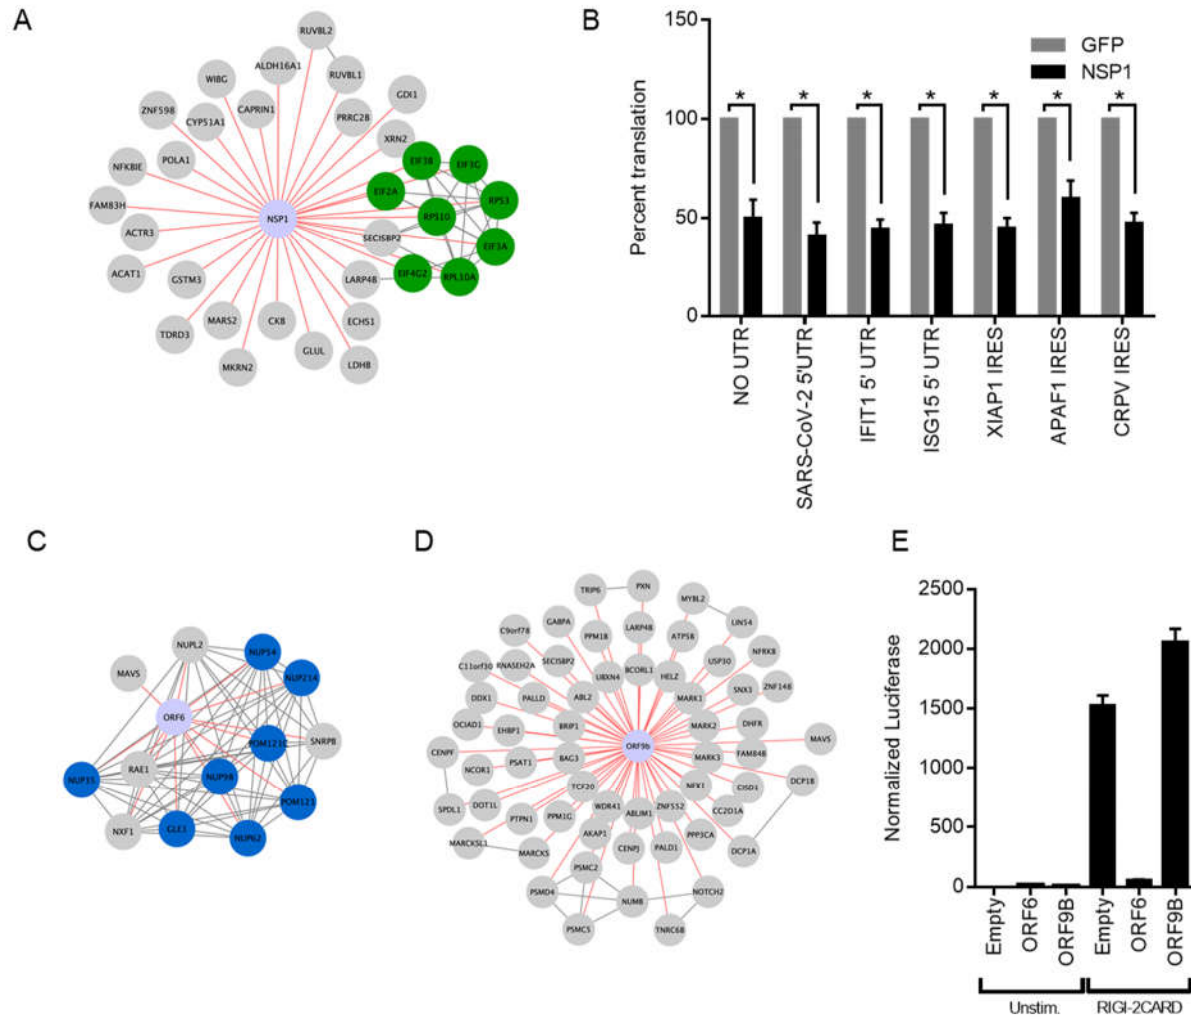 A
RUVBL2
ALDH16A1
RUVBL1
WIBG
GDI1
ZNF598
CAPRIN1
CYP51A1
PRRC2B
XRN2
POLA1
NFKBIE
EIF3B
EIF3G
EIF2A
RPS3
FAM83H
NSP1
RPS10
ACTR3
SECISBP2
EIF3A
ACAT1
GSTM3
LARP4B
EIF4G2
RPL10A
TDRD3
MARS2
CKB
ECHS1
MKRN2
GLUL
LDHB
B
Percent translation
150
100
50
0
GFP
NSP1
* * * * * * *
NO UTR
SARS-CoV-2 5'UTR
IFIT1 5' UTR
ISG15 5' UTR
XIAP1 IRES
APAF1 IRES
CRPV IRES
C
NUPL2
NUP54
MAVS
NUP214
ORF6
POM121C
SNRPB
RAE1
NUP35
NUP98
POM121
NXF1
GLE1
NUP62
D
TRIP6
PXN
MYBL2
C9orf78
GABPA
PPM1B
LARP4B
ATP5B
LIN54
C11orf30
RNASEH2A
SECISBP2
UBXN4
BCORL1
HELZ
USP30
NFRKB
DDX1
PALLD
ABL2
MARK1
SNX3
ZNF148
OCIAD1
EHBP1
BRIP1
MARK2
DHFR
ORF9b
MAVS
CENPF
NCOR1
PSAT1
BAG3
MARK3
FAM84B
TCF20
NEK1
CISD1
DCP1B
SPDL1
DOT1L
PTPN1
PPM1G
WDR41
ABLIM1
ZNF552
CC2D1A
MARCKSL1
MARCKS
AKAP1
CENPJ
PALD1
PPP3CA
DCP1A
PSMC2
PSMD4
NUMB
NOTCH2
PSMC5
TNRC6B
E
Normalized Luciferase
2500
2000
1500
1000
500
0
Empty
ORF6
ORF9B
Empty
ORF6
ORF9B
Unstim.
RIGI-2CARD